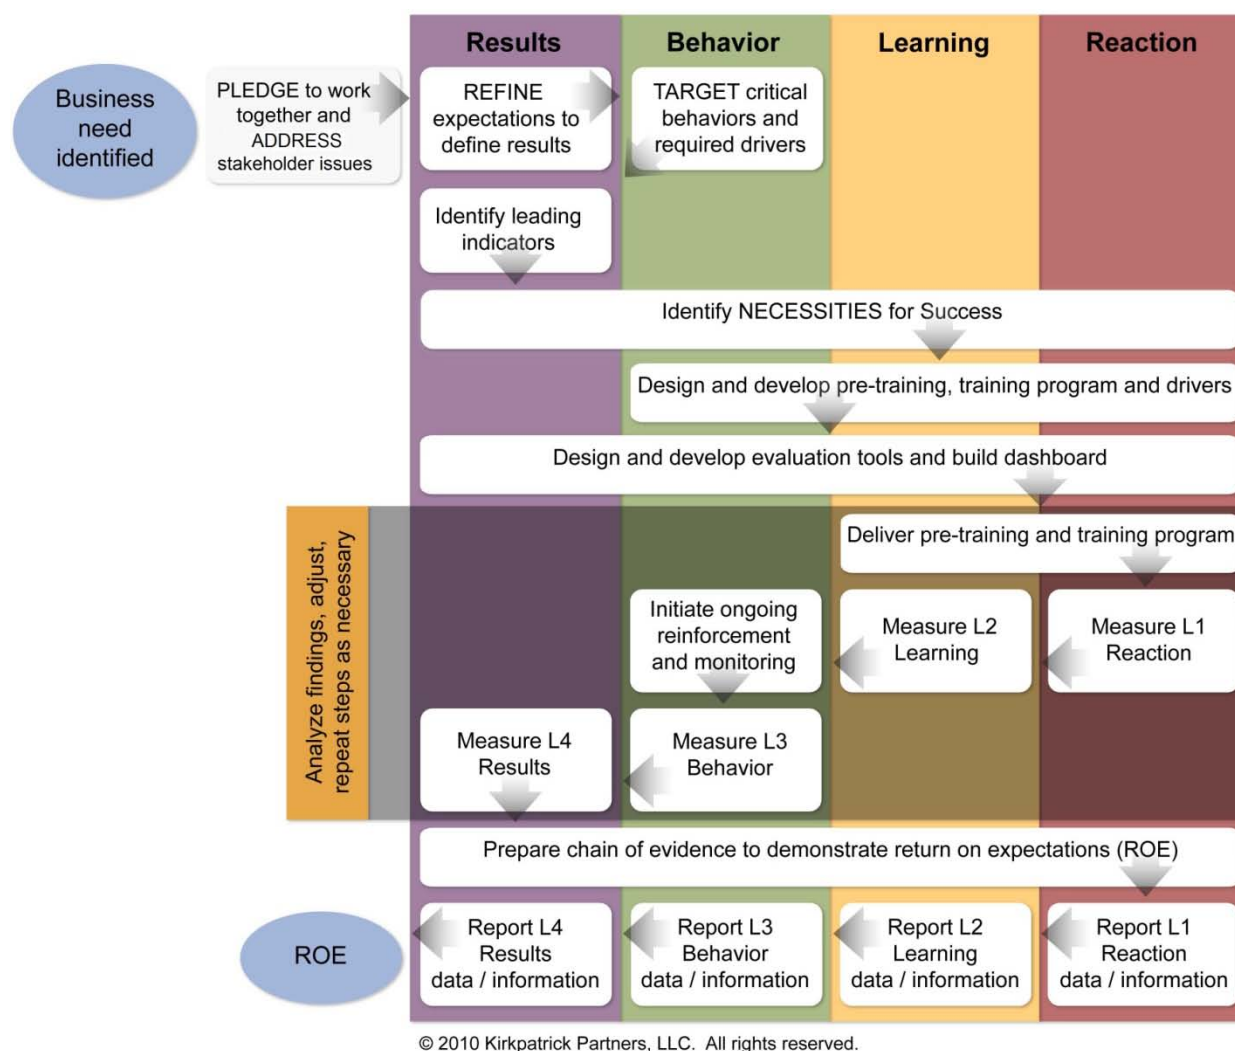 Results
Behavior
Learning
Reaction
Business
need
identified
PLEDGE to work
together and
ADDRESS
stakeholder issues
REFINE
expectations to
define results
TARGET critical
behaviors and
required drivers
Identify leading
indicators
Identify NECESSITIES for Success
Design and develop pre-training, training program and drivers
Design and develop evaluation tools and build dashboard
Analyze findings, adjust,
repeat steps as necessary
Deliver pre-training and training program
Initiate ongoing
reinforcement
and monitoring
Measure L2
Learning
Measure L1
Reaction
Measure L4
Results
Measure L3
Behavior
Prepare chain of evidence to demonstrate return on expectations (ROE)
ROE
Report L4
Results
data / information
Report L3
Behavior
data / information
Report L2
Learning
data / information
Report L1
Reaction
data / information
© 2010 Kirkpatrick Partners, LLC. All rights reserved.